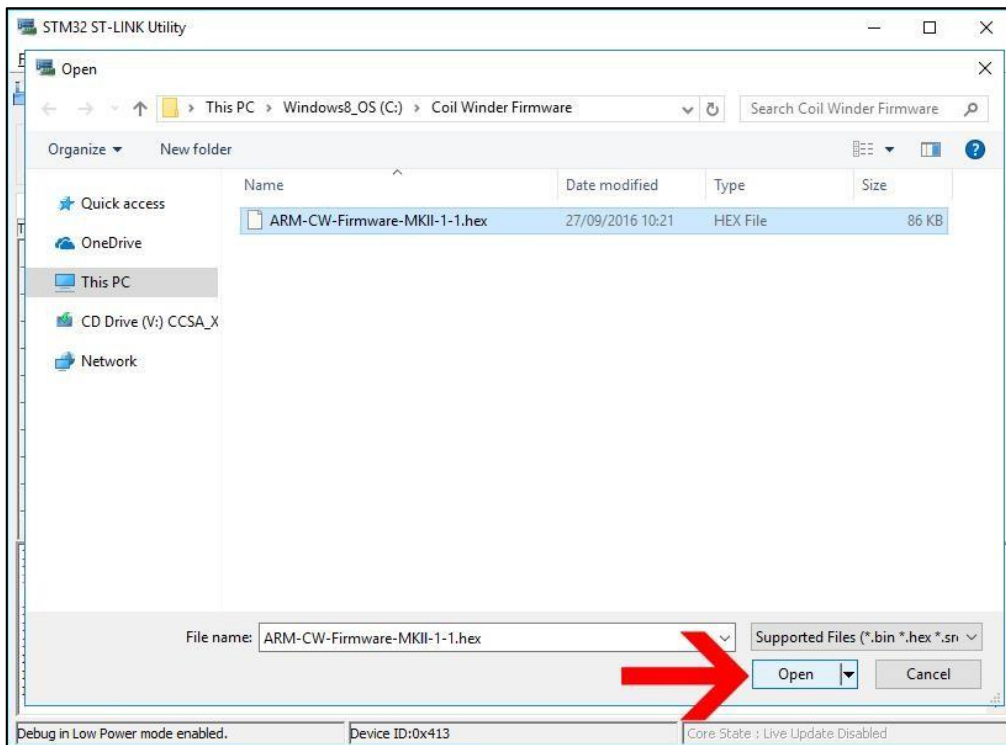 STM32 ST-LINK Utility
Open
This PC > Windows8_OS (C:) > Coil Winder Firmware
Search Coil Winder Firmware
Organize
New folder
Name
Date modified
Type
Size
Quick access
ARM-CW-Firmware-MKII-1-1.hex
27/09/2016 10:21
HEX File
86 KB
OneDrive
This PC
CD Drive (V:) CCSA_X
Network
File name:
ARM-CW-Firmware-MKII-1-1.hex
Supported Files (*.bin *.hex *.sr
Open
Cancel
Debug in Low Power mode enabled.
Device ID:0x413
Core State : Live Update Disabled